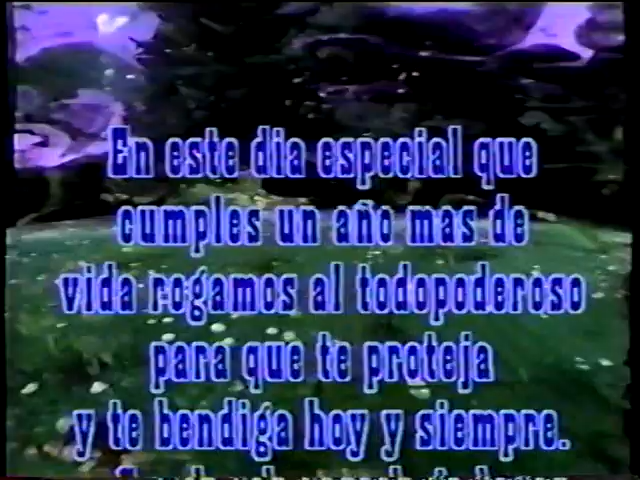 En este dia especial que
cumples un año mas de
vida rogamos al todopoderoso
para que te proteja
y te bendiga hoy y siempre.